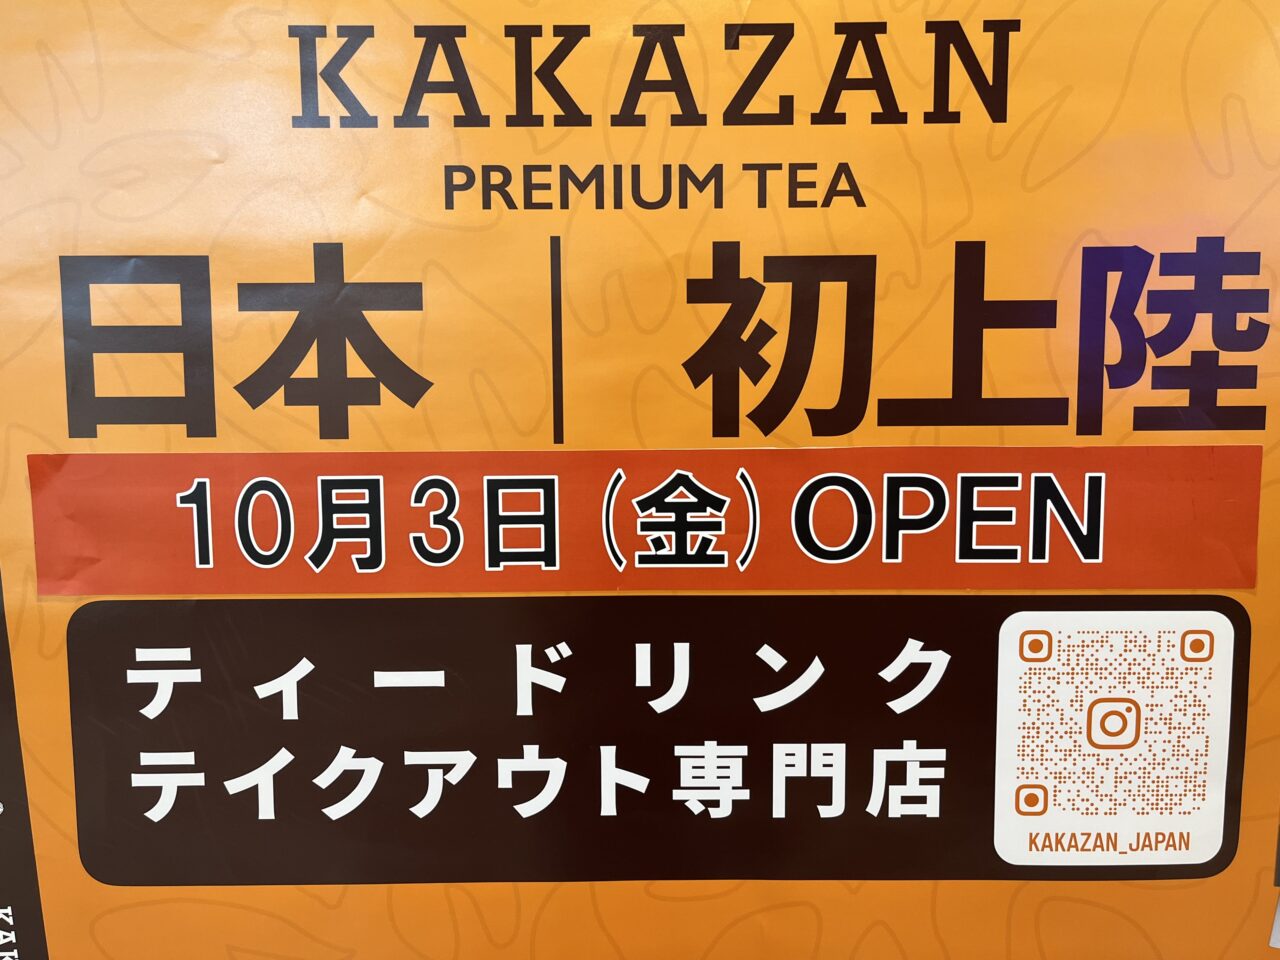 KAKAZAN
PREMIUM TEA
日本｜初上陸
10月3日(金)OPEN
ティードリンク
テイクアウト専門店
KAKAZAN_JAPAN
KAK